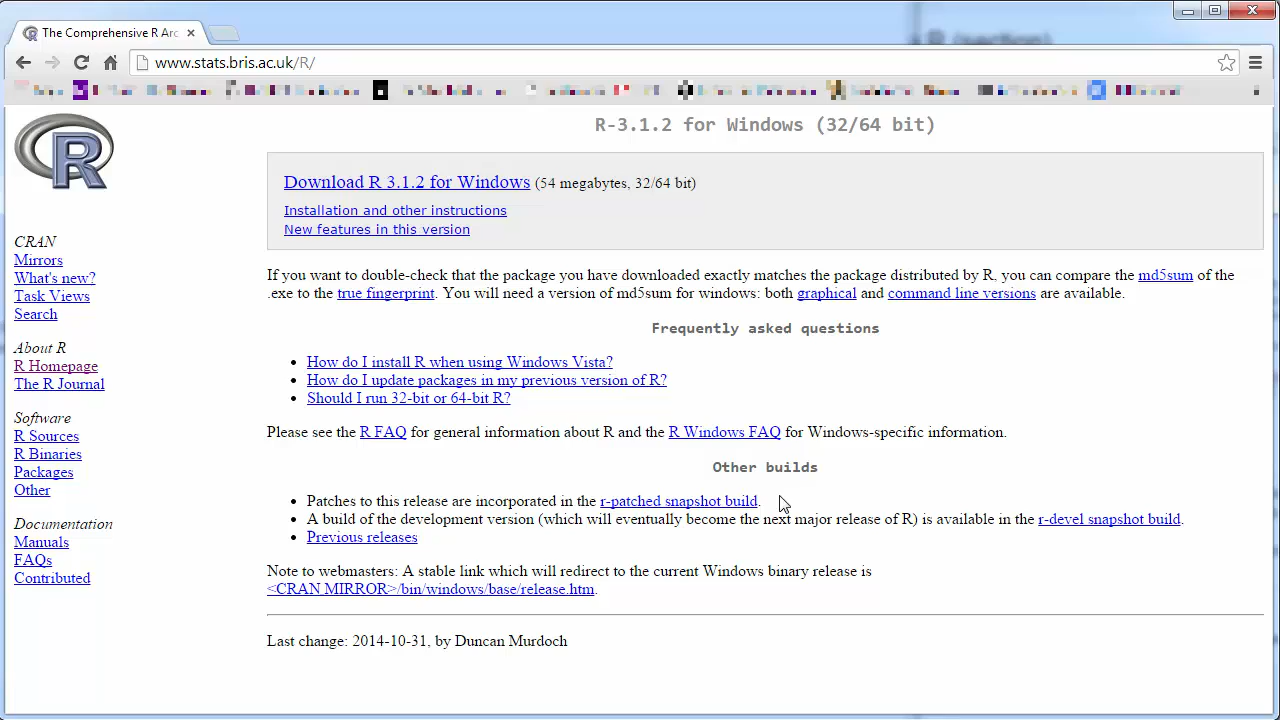 The Comprehensive R Arc
www.stats.bris.ac.uk/R/
R
R-3.1.2 for Windows (32/64 bit)
Download R 3.1.2 for Windows (54 megabytes, 32/64 bit)
Installation and other instructions
New features in this version
CRAN
Mirrors
What's new?
Task Views
Search
About R
R Homepage
The R Journal
Software
R Sources
R Binaries
Packages
Other
Documentation
Manuals
FAQs
Contributed
If you want to double-check that the package you have downloaded exactly matches the package distributed by R, you can compare the md5sum of the
.exe to the true fingerprint. You will need a version of md5sum for windows: both graphical and command line versions are available.
Frequently asked questions
• How do I install R when using Windows Vista?
• How do I update packages in my previous version of R?
• Should I run 32-bit or 64-bit R?
Please see the R FAQ for general information about R and the R Windows FAQ for Windows-specific information.
Other builds
• Patches to this release are incorporated in the r-patched snapshot build.
• A build of the development version (which will eventually become the next major release of R) is available in the r-devel snapshot build.
• Previous releases
Note to webmasters: A stable link which will redirect to the current Windows binary release is
<CRAN MIRROR>/bin/windows/base/release.htm.
Last change: 2014-10-31, by Duncan Murdoch